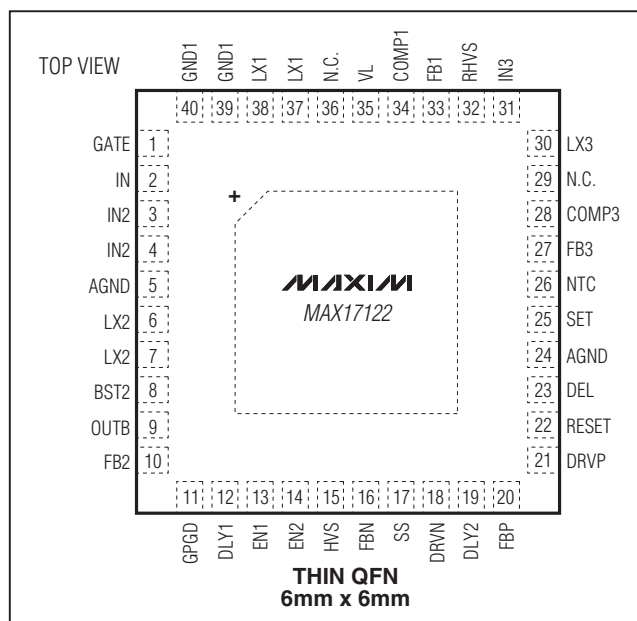 TOP VIEW
GND1
GND1
LX1
LX1
N.C.
VL
COMP1
FB1
RHVS
IN3
40 39 38 37 36 35 34 33 32 31
GATE 1
IN 2
IN2 3
IN2 4
AGND 5
LX2 6
LX2 7
BST2 8
OUTB 9
FB2 10
+
MAXIM
MAX17122
30 LX3
29 N.C.
28 COMP3
27 FB3
26 NTC
25 SET
24 AGND
23 DEL
22 RESET
21 DRVP
11 12 13 14 15 16 17 18 19 20
GPGD
DLY1
EN1
EN2
HVS
FBN
SS
DRVN
DLY2
FBP
THIN QFN
6mm x 6mm